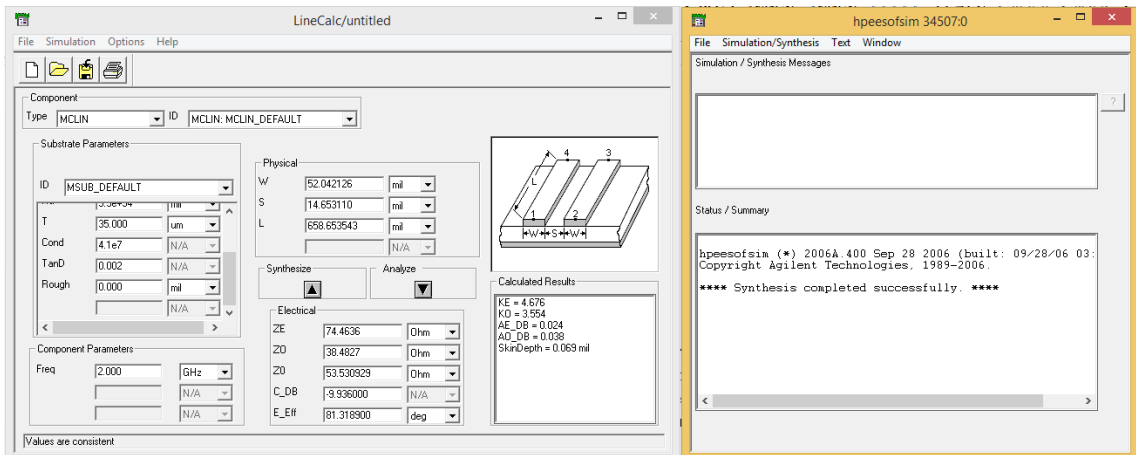 LineCalc/untitled
File Simulation Options Help
Component
Type MCLIN ID MCLIN: MCLIN_DEFAULT
Substrate Parameters
ID MSUB_DEFAULT
mil
T 35.000 um
Cond 4.1e7 N/A
TanD 0.002 N/A
Rough 0.000 mil
N/A
Component Parameters
Freq 2.000 GHz
N/A
N/A
Physical
W 52.042126 mil
S 14.653110 mil
L 658.653543 mil
N/A
Synthesize Analyze
Electrical
ZE 74.4636 Ohm
ZO 38.4827 Ohm
Z0 53.530929 Ohm
C_DB -9.936000 N/A
E_Eff 81.318900 deg
4 3
L
1 2
W S W
Calculated Results
KE = 4.676
KO = 3.554
AE_DB = 0.024
AO_DB = 0.038
SkinDepth = 0.069 mil
Values are consistent
hpeesofsim 34507:0
File Simulation/Synthesis Text Window
Simulation / Synthesis Messages
?
Status / Summary
hpeesofsim (*) 2006A.400 Sep 28 2006 (built: 09/28/06 03:
Copyright Agilent Technologies, 1989-2006.
**** Synthesis completed successfully. ****